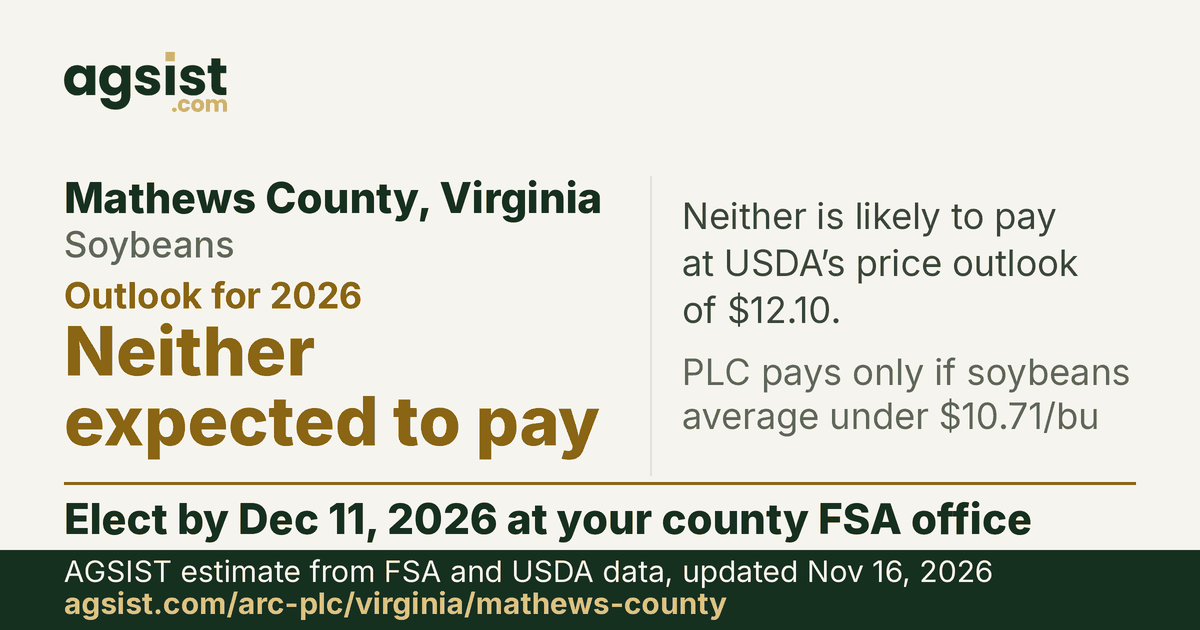 agsist
.com
Mathews County, Virginia
Soybeans
Outlook for 2026
Neither
expected to pay
Neither is likely to pay
at USDA’s price outlook
of $12.10.
PLC pays only if soybeans
average under $10.71/bu
Elect by Dec 11, 2026 at your county FSA office
AGSIST estimate from FSA and USDA data, updated Nov 16, 2026
agsist.com/arc-plc/virginia/mathews-county